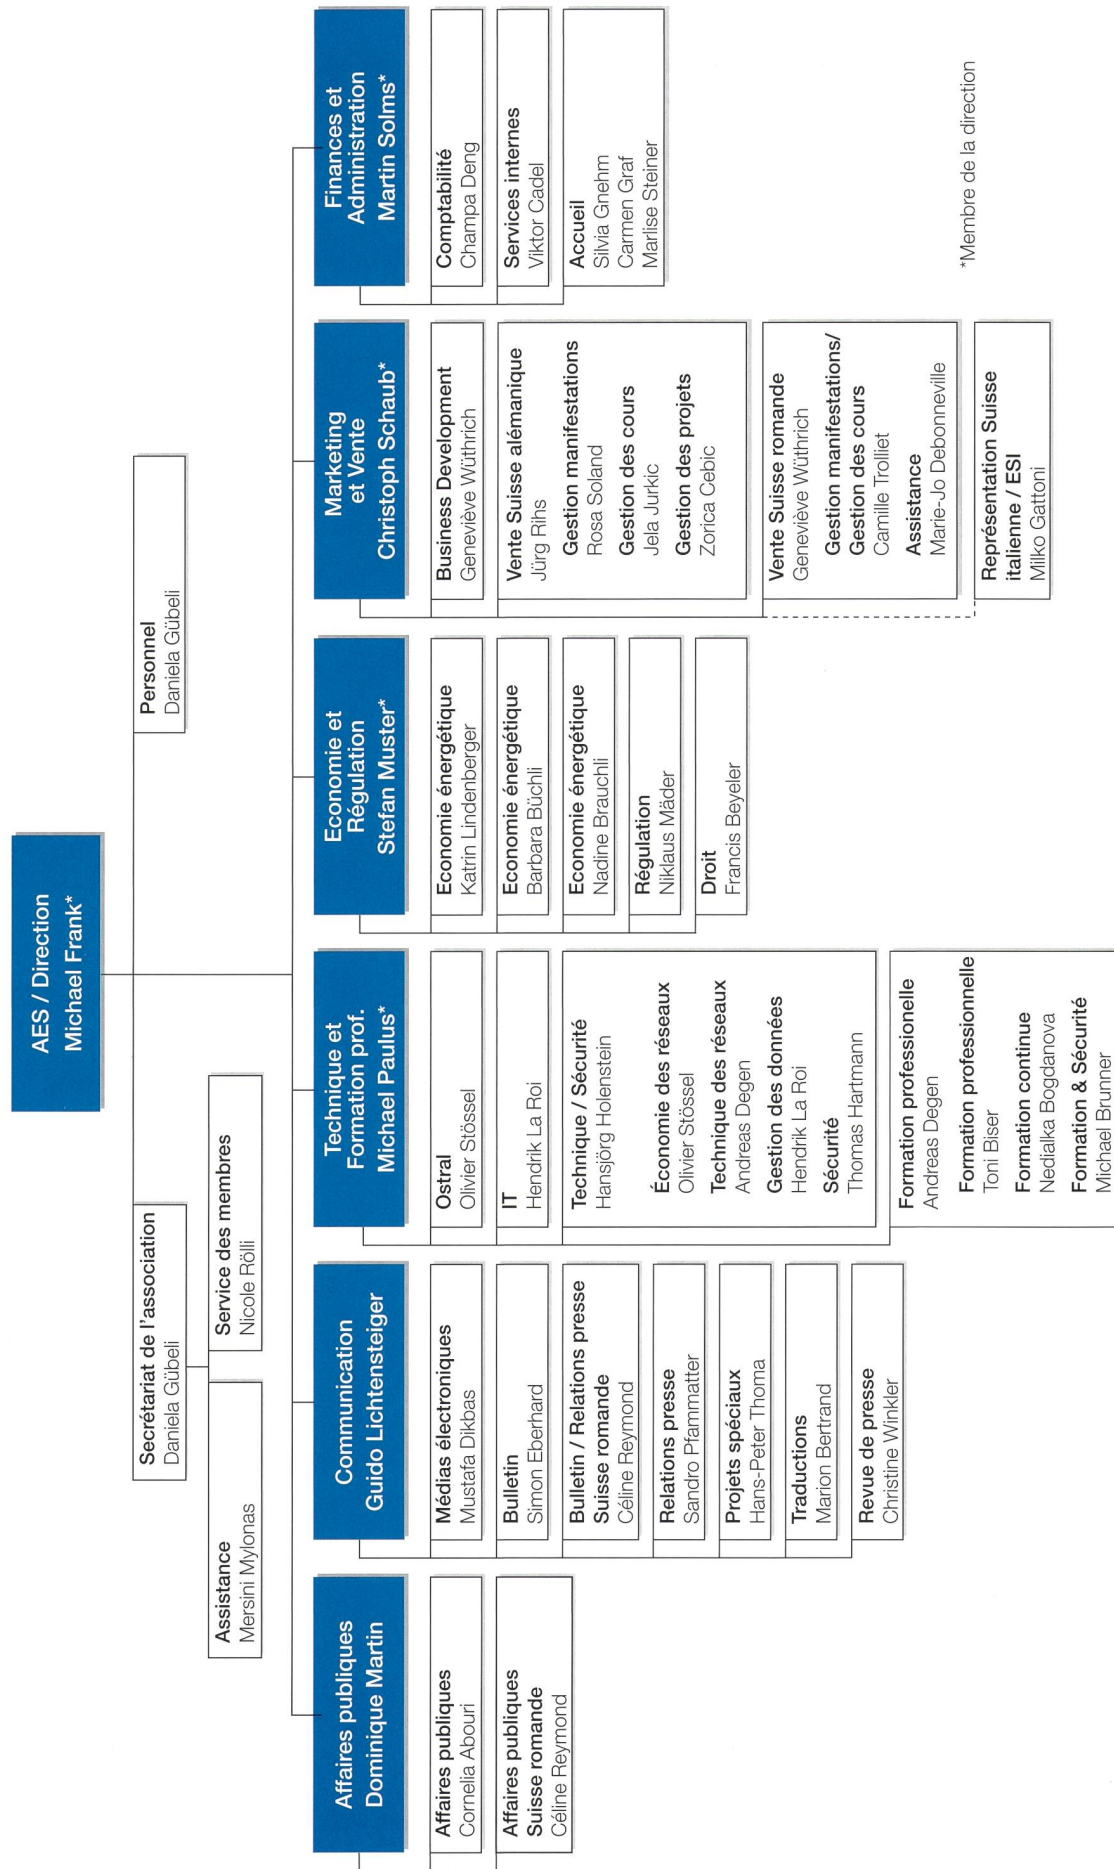 AES / Direction
Michael Frank*
Secrétariat de l'association
Daniela Gübeli
Personnel
Daniela Gübeli
Assistance
Mersini Mylonas
Service des membres
Nicole Rölli
Affaires publiques
Dominique Martin
Affaires publiques
Cornelia Abouri
Affaires publiques
Suisse romande
Céline Reymond
Communication
Guido Lichtensteiger
Médias électroniques
Mustafa Dikbas
Bulletin
Simon Eberhard
Bulletin / Relations presse
Suisse romande
Céline Reymond
Relations presse
Sandro Pfammatter
Projets spéciaux
Hans-Peter Thoma
Traductions
Marion Bertrand
Revue de presse
Christine Winkler
Technique et
Formation prof.
Michael Paulus*
Ostral
Olivier Stössel
IT
Hendrik La Roi
Technique / Sécurité
Hansjörg Holenstein
Économie des réseaux
Olivier Stössel
Technique des réseaux
Andreas Degen
Gestion des données
Hendrik La Roi
Sécurité
Thomas Hartmann
Formation professionelle
Andreas Degen
Formation professionnelle
Toni Biser
Formation continue
Nedialka Bogdanova
Formation & Sécurité
Michael Brunner
Economie et
Régulation
Stefan Muster*
Economie énergétique
Katrin Lindenberger
Economie énergétique
Barbara Büchli
Economie énergétique
Nadine Brauchli
Régulation
Niklaus Mäder
Droit
Francis Beyeler
Marketing
et Vente
Christoph Schaub*
Business Development
Geneviève Wüthrich
Vente Suisse alémanique
Jürg Rihs
Gestion manifestations
Rosa Soland
Gestion des cours
Jela Jurkic
Gestion des projets
Zorica Cebic
Vente Suisse romande
Geneviève Wüthrich
Gestion manifestations/
Gestion des cours
Camille Trolliet
Assistance
Marie-Jo Debonneville
Représentation Suisse
italienne / ESI
Milko Gattoni
Finances et
Administration
Martin Solms*
Comptabilité
Champa Deng
Services internes
Viktor Cadel
Accueil
Silvia Gnehm
Carmen Graf
Marlise Steiner
*Membre de la direction